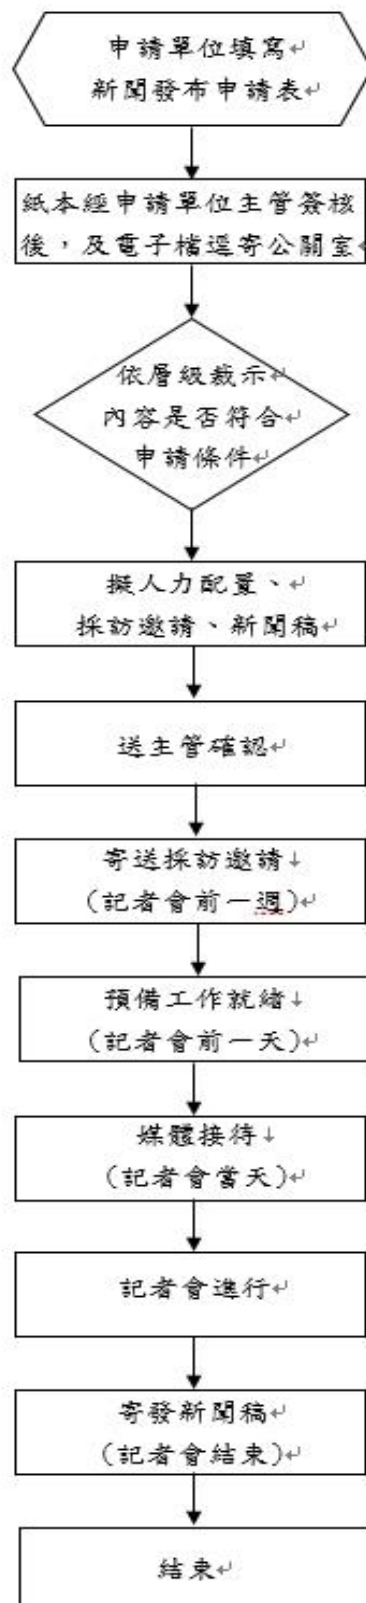 申請單位填寫
新聞發布申請表
紙本經申請單位主管簽核
後，及電子檔逕寄公關室
依層級裁示
內容是否符合
申請條件
擬人力配置、
採訪邀請、新聞稿
送主管確認
寄送採訪邀請
(記者會前一週)
預備工作就緒
(記者會前一天)
媒體接待
(記者會當天)
記者會進行
寄發新聞稿
(記者會結束)
結束